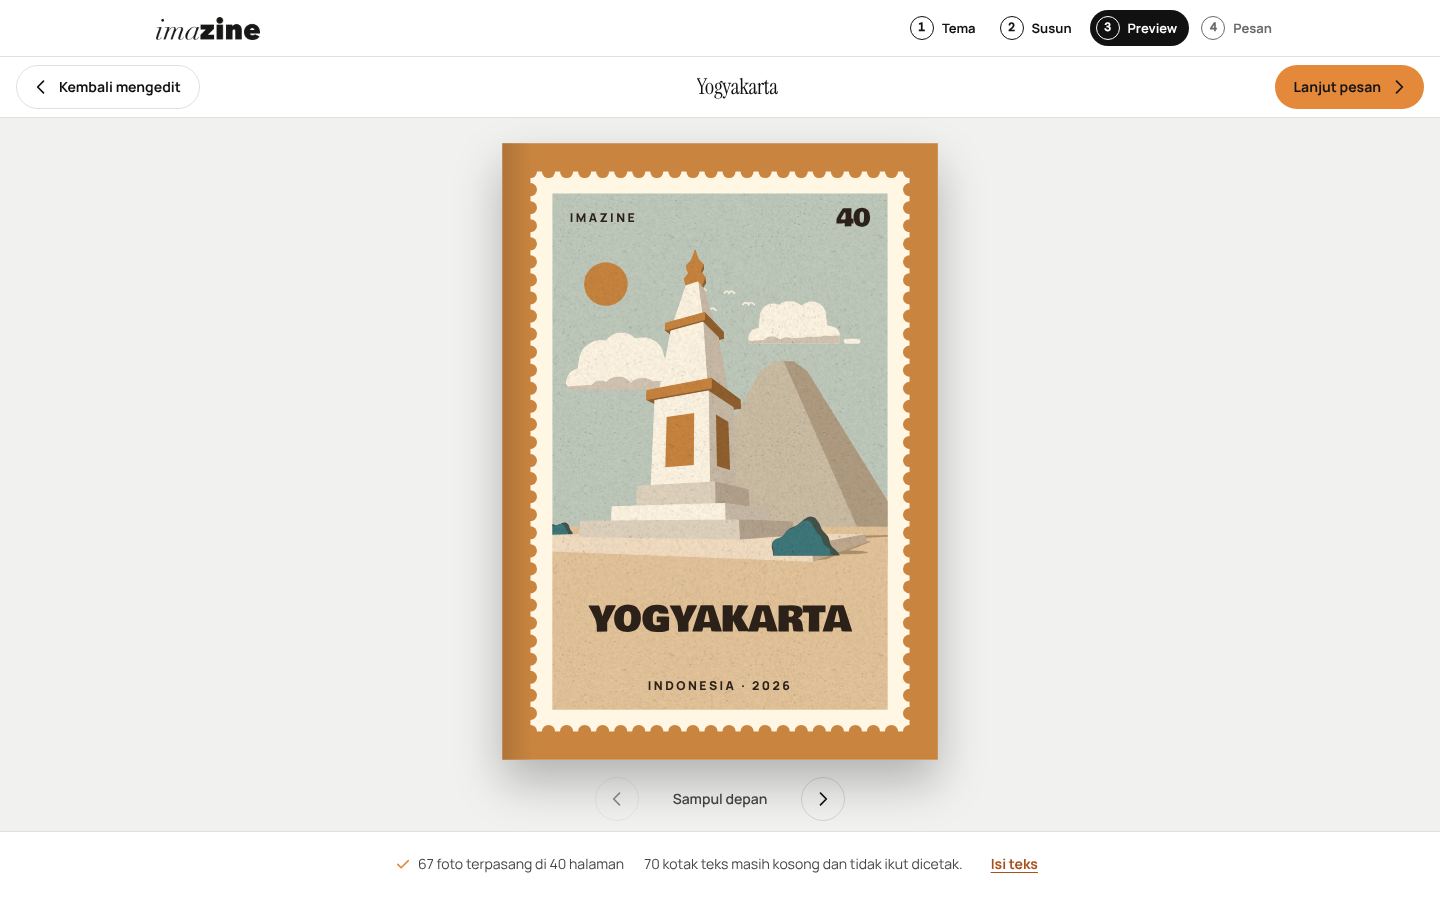 imazine
1 Tema
2 Susun
3 Preview
4 Pesan
Kembali mengedit
Yogyakarta
Lanjut pesan
IMAZINE
40
YOGYAKARTA
INDONESIA · 2026
Sampul depan
67 foto terpasang di 40 halaman
70 kotak teks masih kosong dan tidak ikut dicetak.
Isi teks